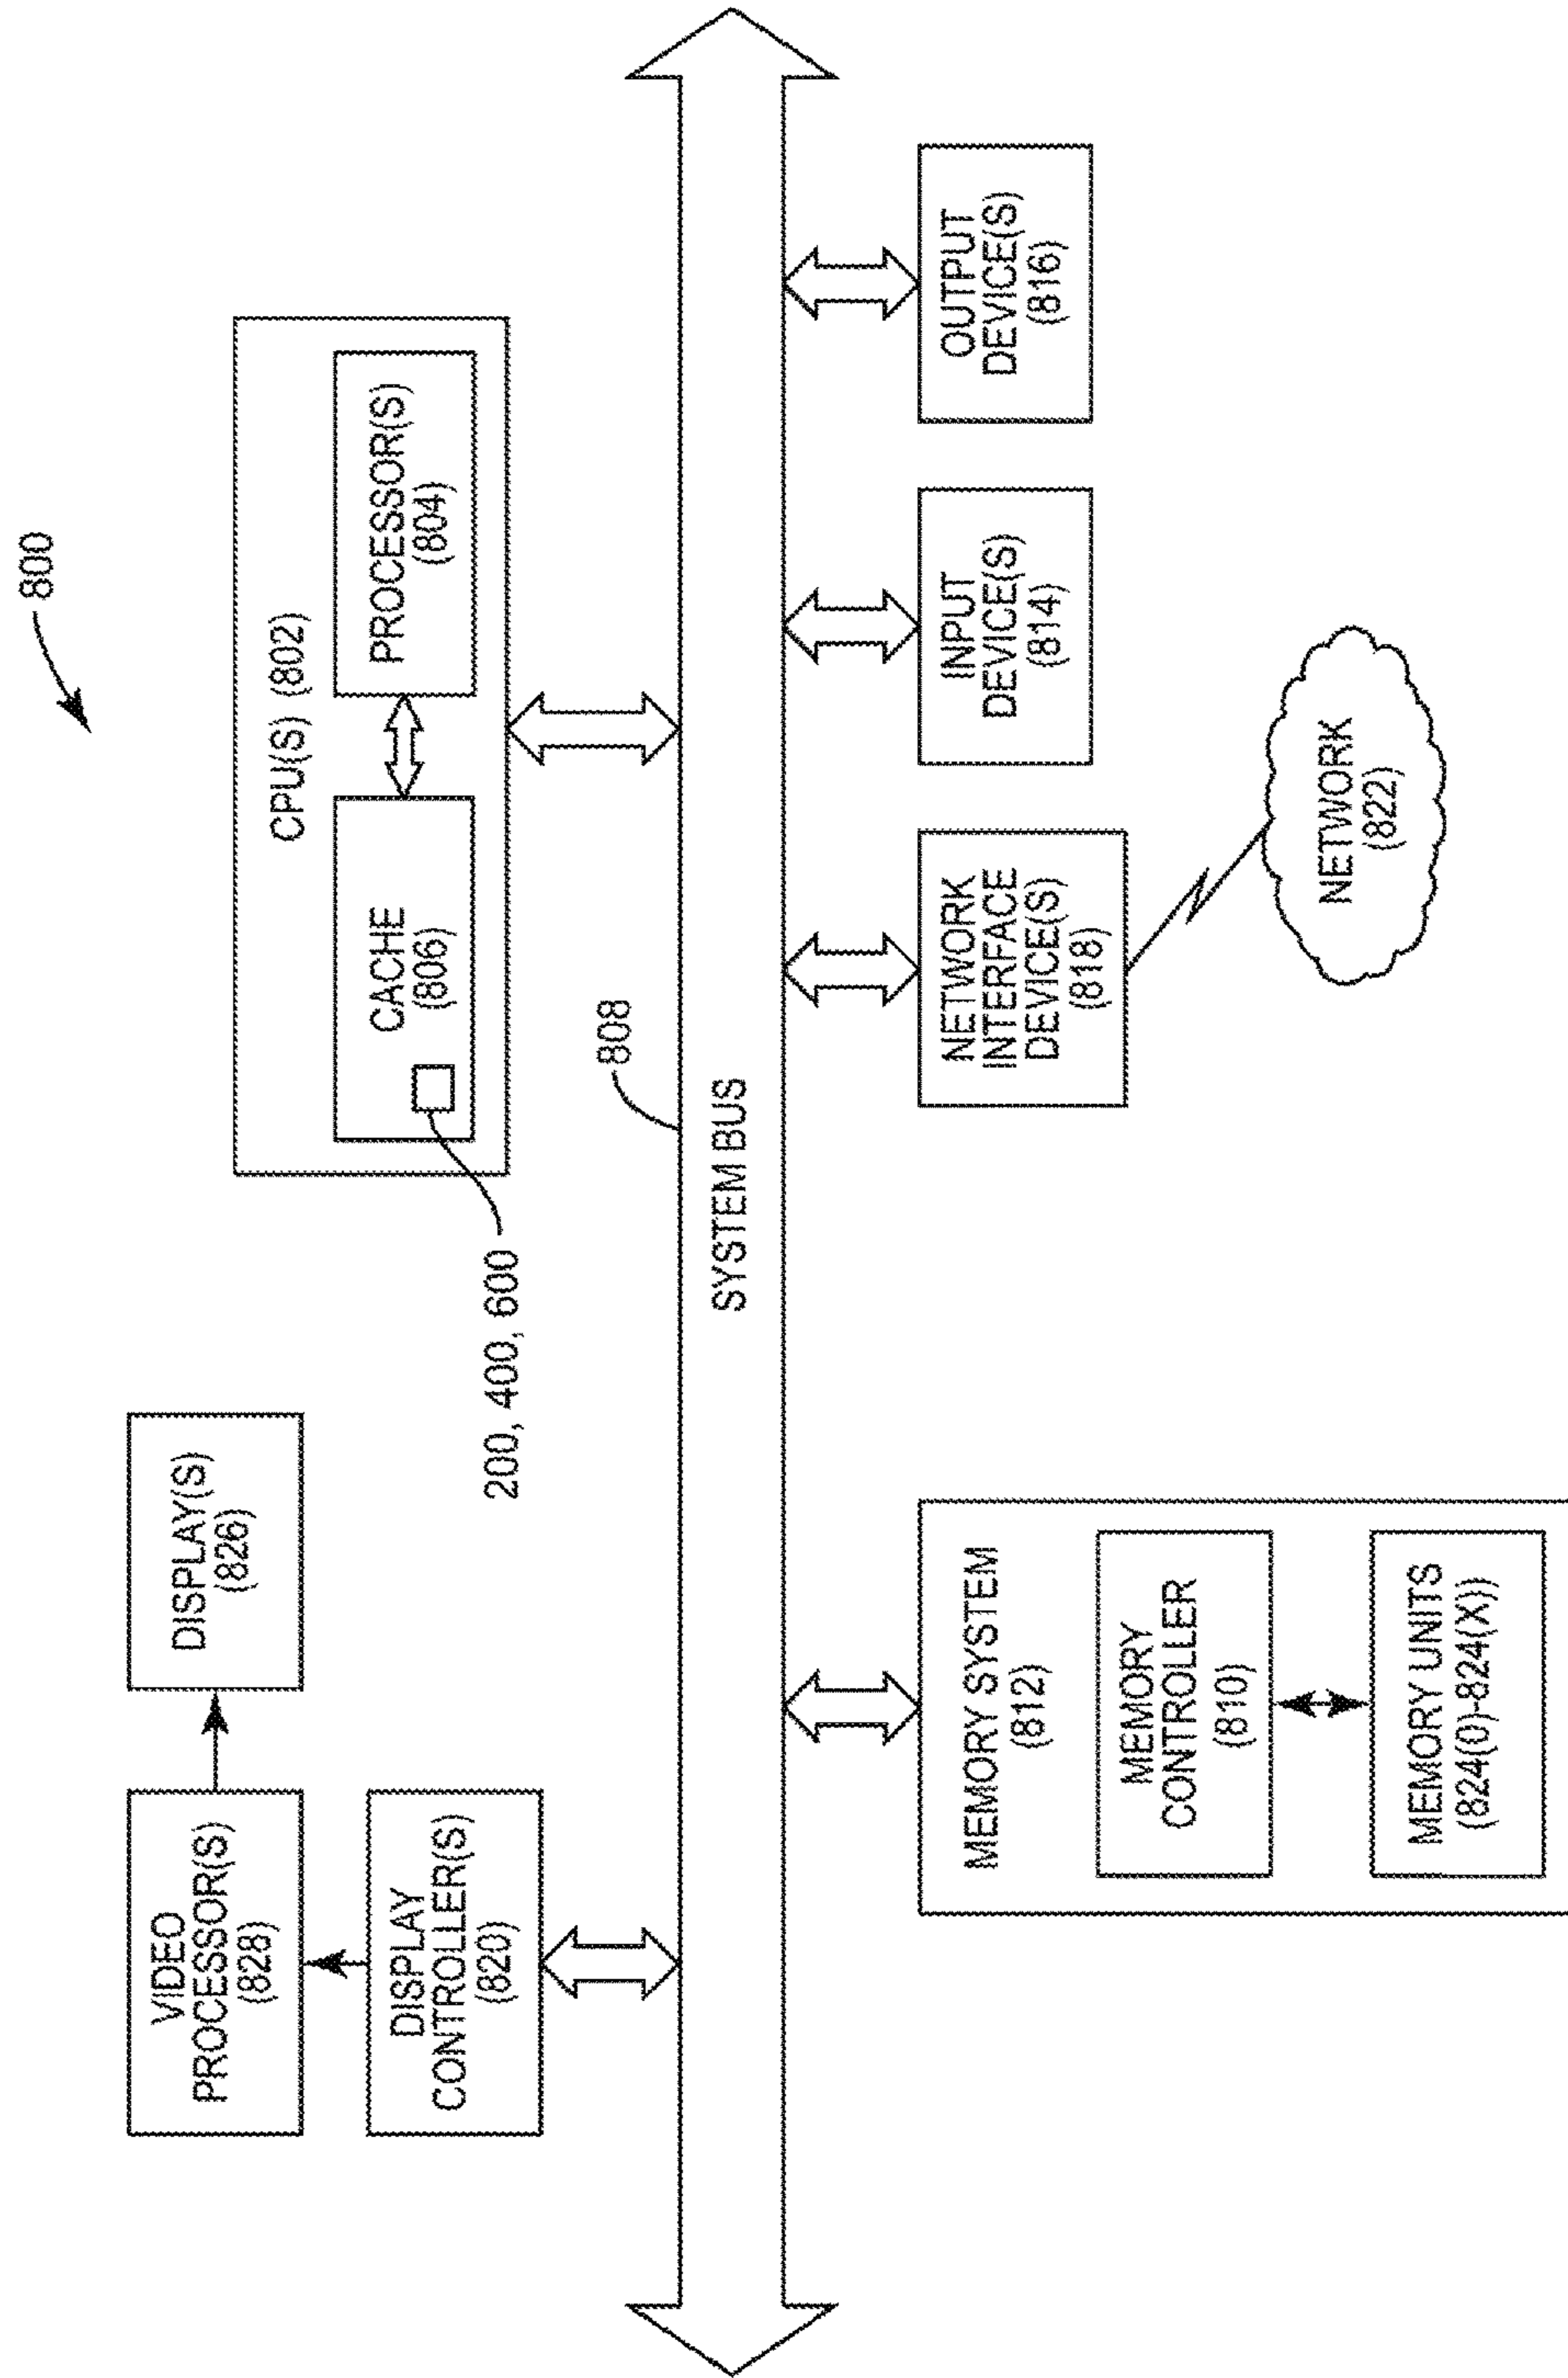 800
CPU(S) (802)
CACHE
(806)
PROCESSOR(S)
(804)
200, 400, 600
VIDEO
PROCESSOR(S)
(828)
DISPLAY(S)
(826)
DISPLAY
CONTROLLER(S)
(820)
808
SYSTEM BUS
MEMORY SYSTEM
(812)
MEMORY
CONTROLLER
(810)
MEMORY UNITS
(824(0)-824(X))
NETWORK
INTERFACE
DEVICE(S)
(818)
INPUT
DEVICE(S)
(814)
OUTPUT
DEVICE(S)
(816)
NETWORK
(822)